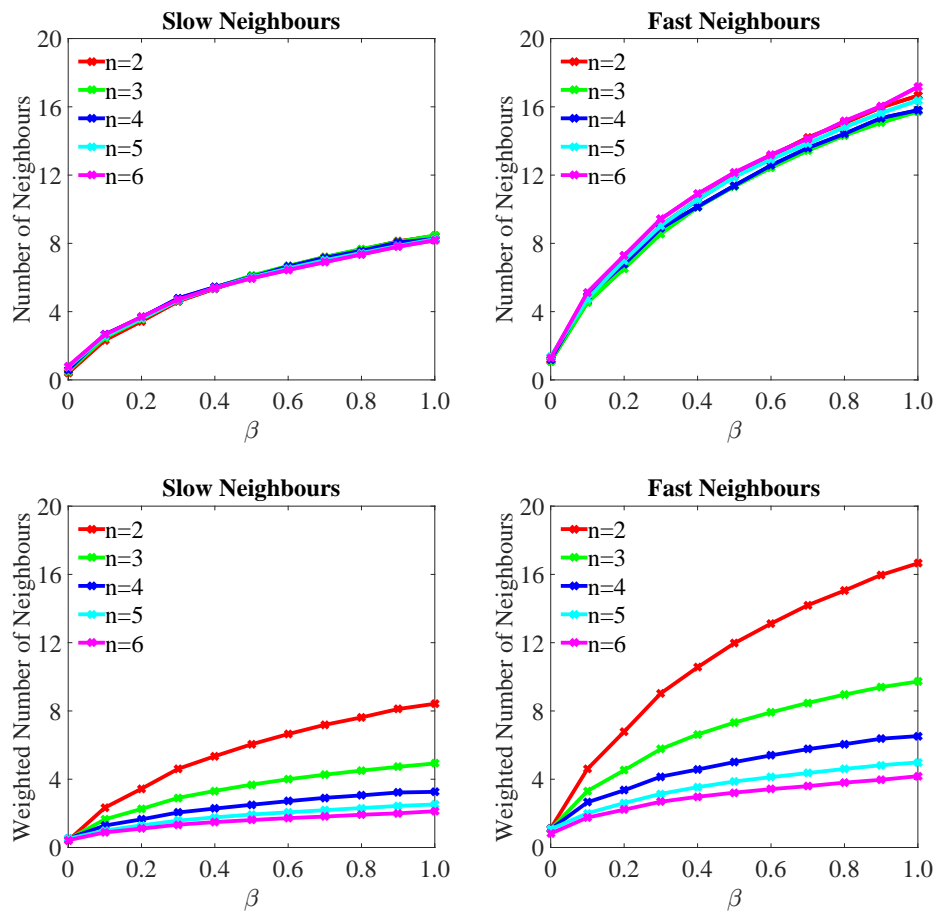 Slow Neighbours
Number of Neighbours
20
16
12
8
4
0
n=2
n=3
n=4
n=5
n=6
0 0.2 0.4 0.6 0.8 1.0
β
Fast Neighbours
Number of Neighbours
20
16
12
8
4
0
n=2
n=3
n=4
n=5
n=6
0 0.2 0.4 0.6 0.8 1.0
β
Slow Neighbours
Weighted Number of Neighbours
20
16
12
8
4
0
n=2
n=3
n=4
n=5
n=6
0 0.2 0.4 0.6 0.8 1.0
β
Fast Neighbours
Weighted Number of Neighbours
20
16
12
8
4
0
n=2
n=3
n=4
n=5
n=6
0 0.2 0.4 0.6 0.8 1.0
β